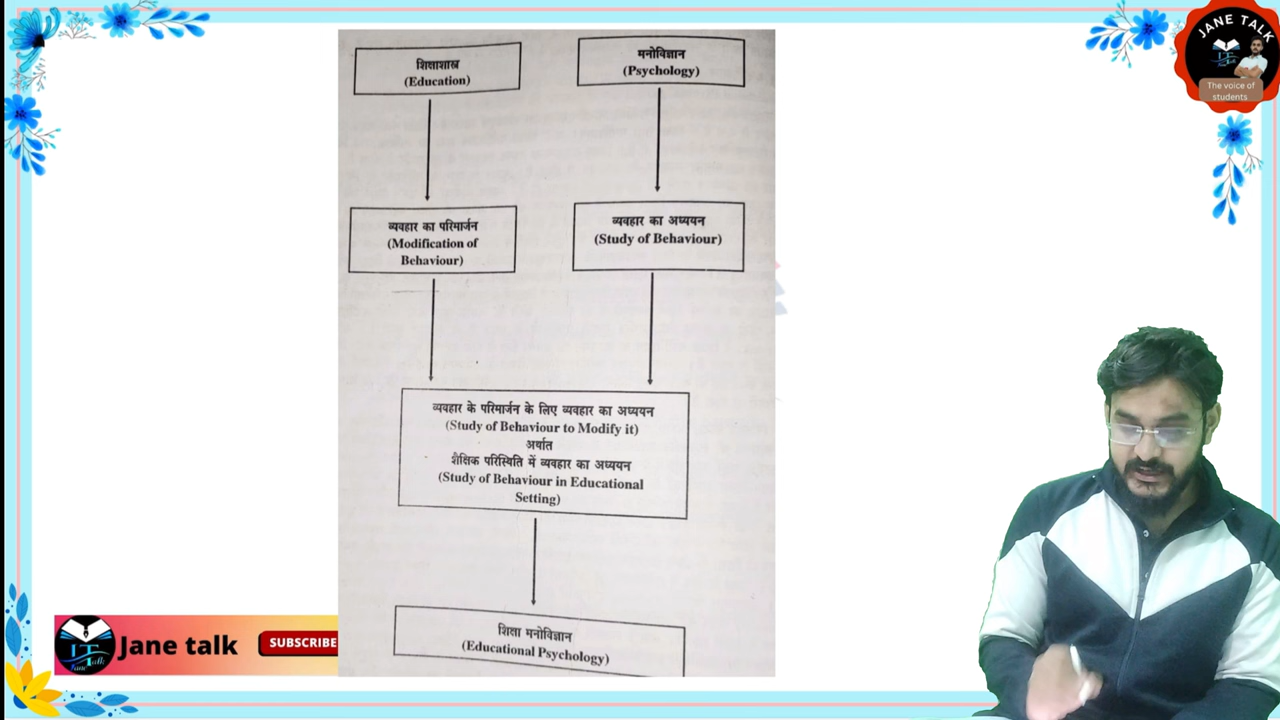 शिक्षाशास्त्र
(Education)
मनोविज्ञान
(Psychology)
व्यवहार का परिमार्जन
(Modification of
Behaviour)
व्यवहार का अध्ययन
(Study of Behaviour)
व्यवहार के परिमार्जन के लिए व्यवहार का अध्ययन
(Study of Behaviour to Modify it)
अर्थात
शैक्षिक परिस्थिति में व्यवहार का अध्ययन
(Study of Behaviour in Educational
Setting)
शिक्षा मनोविज्ञान
(Educational Psychology)
JANE TALK
The voice of
students
Jane talk
SUBSCRIBE